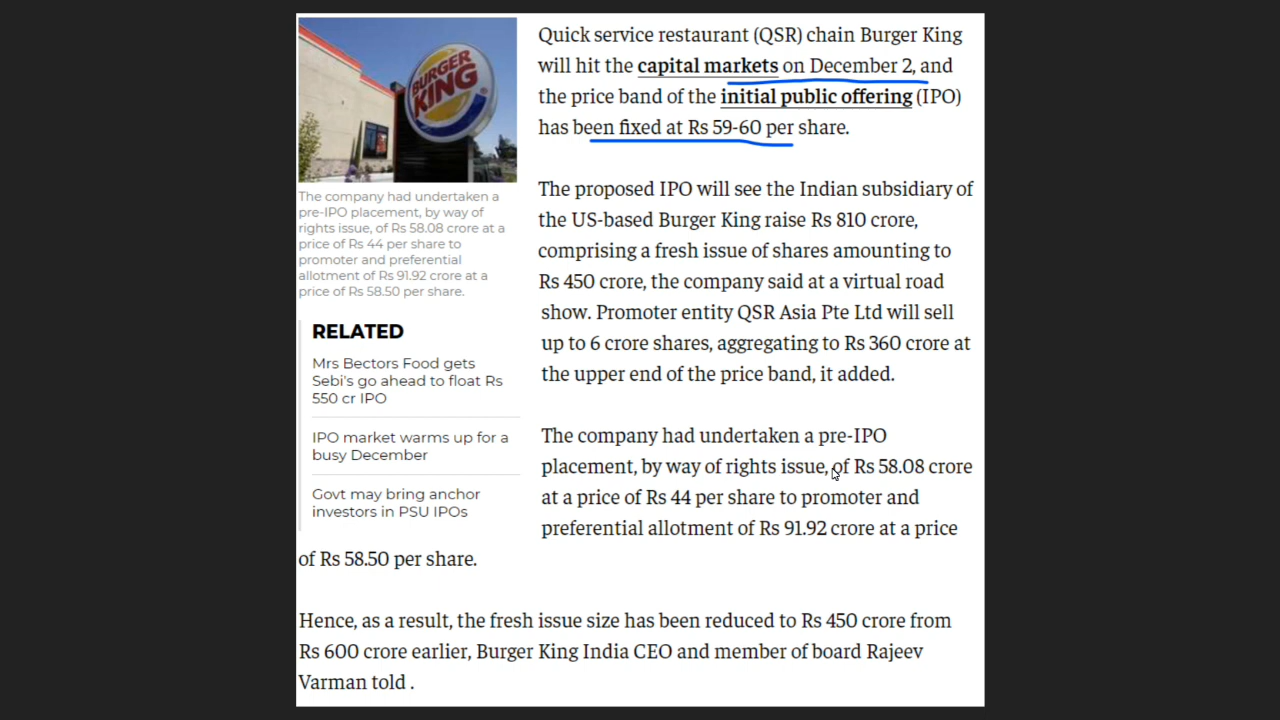 BURGER
KING
The company had undertaken a
pre-IPO placement, by way of
rights issue, of Rs 58.08 crore at a
price of Rs 44 per share to
promoter and preferential
allotment of Rs 91.92 crore at a
price of Rs 58.50 per share.
RELATED
Mrs Bectors Food gets
Sebi's go ahead to float Rs
550 cr IPO
IPO market warms up for a
busy December
Govt may bring anchor
investors in PSU IPOs
Quick service restaurant (QSR) chain Burger King
will hit the capital markets on December 2, and
the price band of the initial public offering (IPO)
has been fixed at Rs 59-60 per share.
The proposed IPO will see the Indian subsidiary of
the US-based Burger King raise Rs 810 crore,
comprising a fresh issue of shares amounting to
Rs 450 crore, the company said at a virtual road
show. Promoter entity QSR Asia Pte Ltd will sell
up to 6 crore shares, aggregating to Rs 360 crore at
the upper end of the price band, it added.
The company had undertaken a pre-IPO
placement, by way of rights issue, of Rs 58.08 crore
at a price of Rs 44 per share to promoter and
preferential allotment of Rs 91.92 crore at a price
of Rs 58.50 per share.
Hence, as a result, the fresh issue size has been reduced to Rs 450 crore from
Rs 600 crore earlier, Burger King India CEO and member of board Rajeev
Varman told .